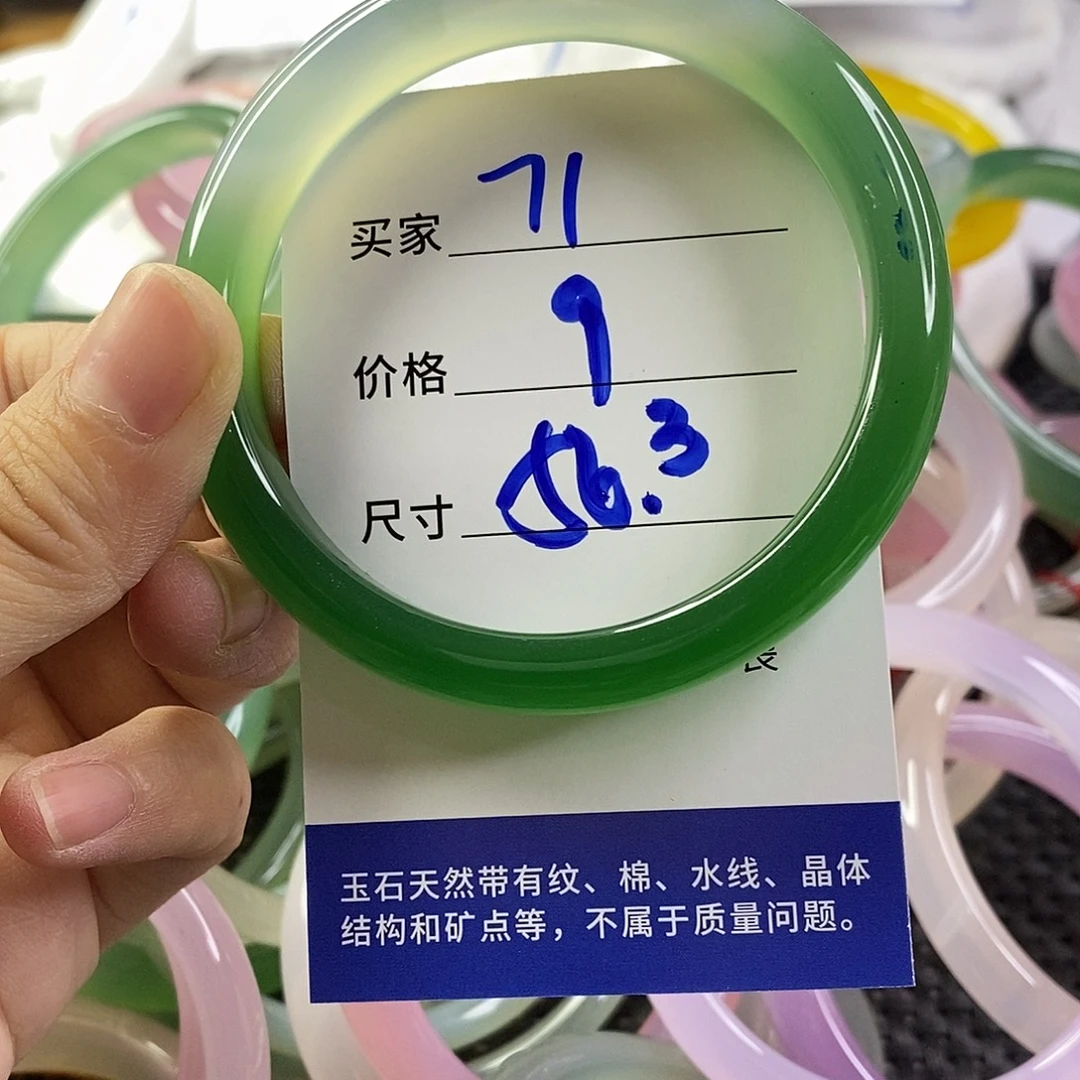 买家 71
价格 9
尺寸 56.3
玉石天然带有纹、棉、水线、晶体
结构和矿点等，不属于质量问题。